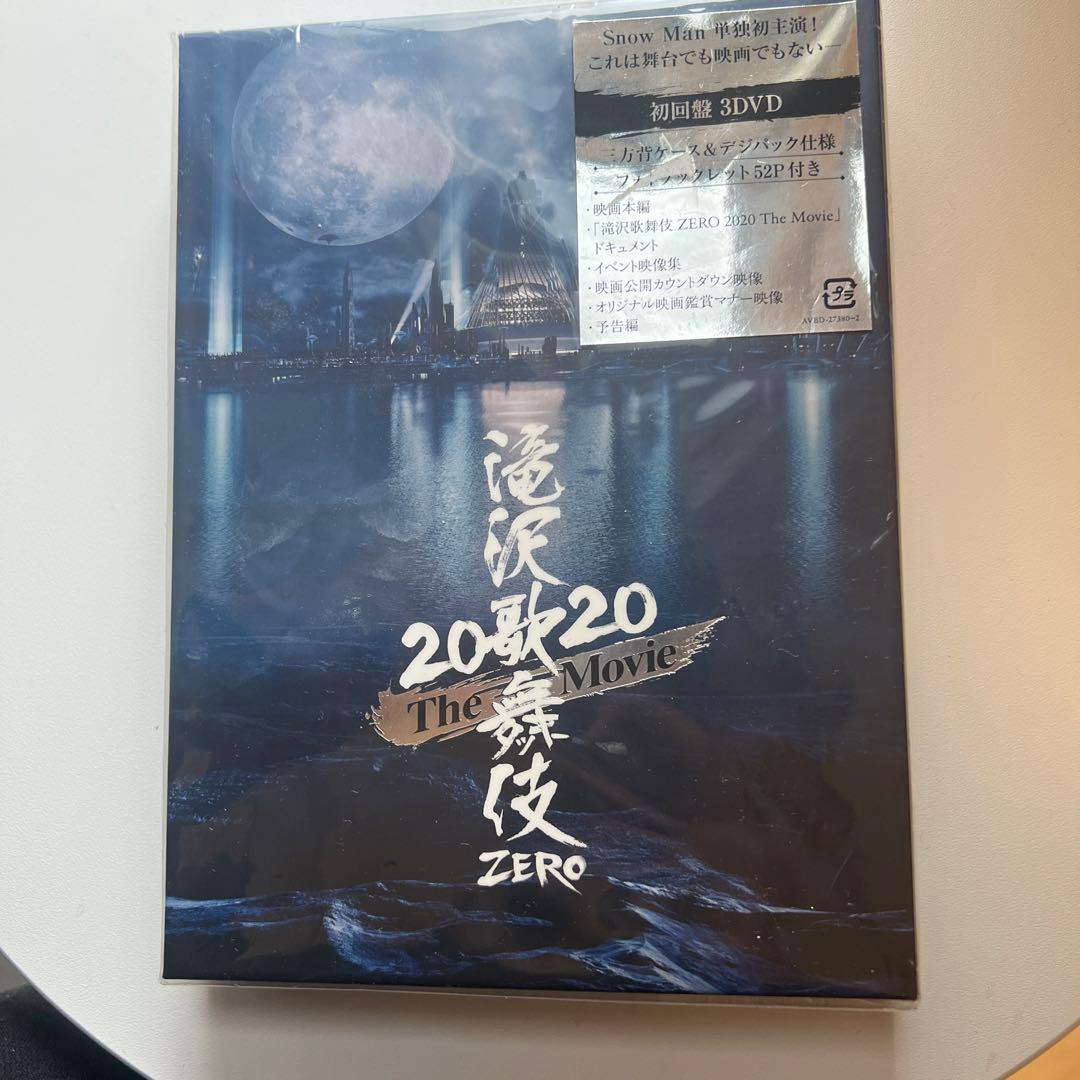 Snow Man 単独初主演!
これは舞台でも映画でもない―
初回盤 3DVD
三方背ケース&デジパック仕様
フォトブックレット52P付き
・映画本編
・「滝沢歌舞伎 ZERO 2020 The Movie」
ドキュメント
・イベント映像集
・映画公開カウントダウン映像
・オリジナル映画鑑賞マナー映像
・予告編
プラ
AVBD-27380~2
滝沢歌舞伎
2020
The Movie
ZERO